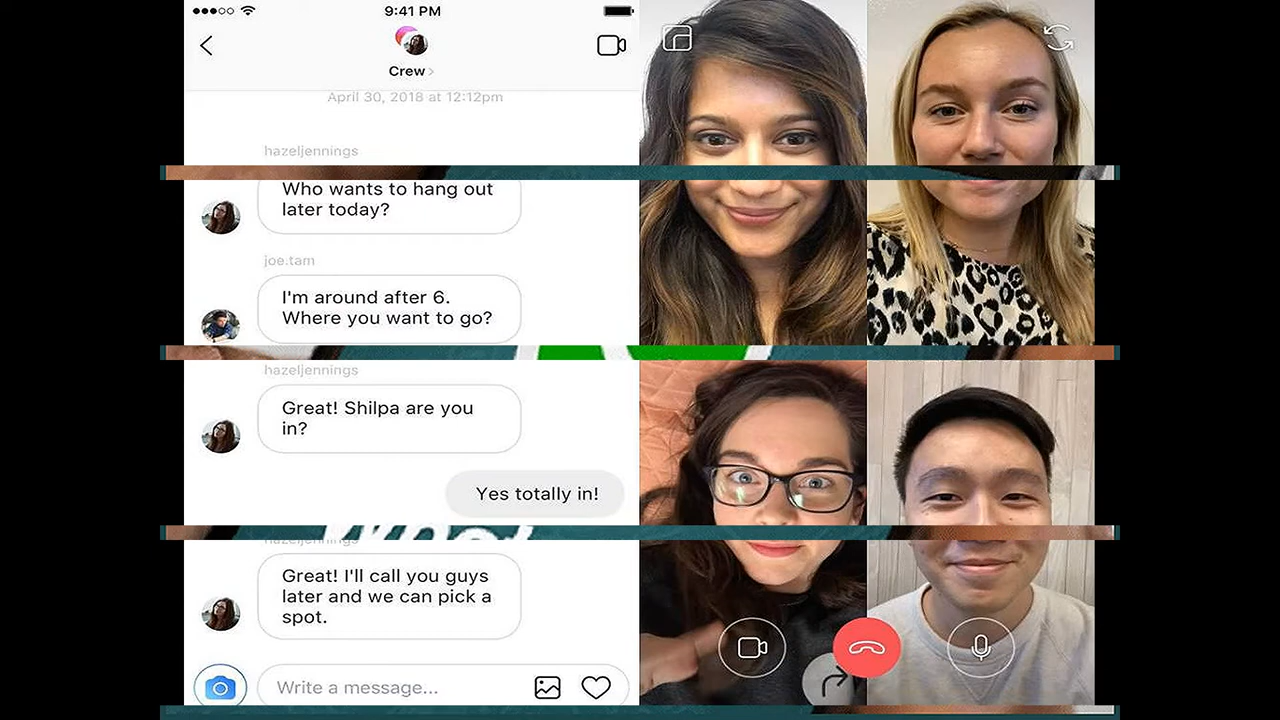 9:41 PM
Crew
April 30, 2018 at 12:12pm
hazeljennings
Who wants to hang out
later today?
joe.tam
I'm around after 6.
Where you want to go?
hazeljennings
Great! Shilpa are you
in?
Yes totally in!
hazeljennings
Great! I'll call you guys
later and we can pick a
spot.
Write a message...